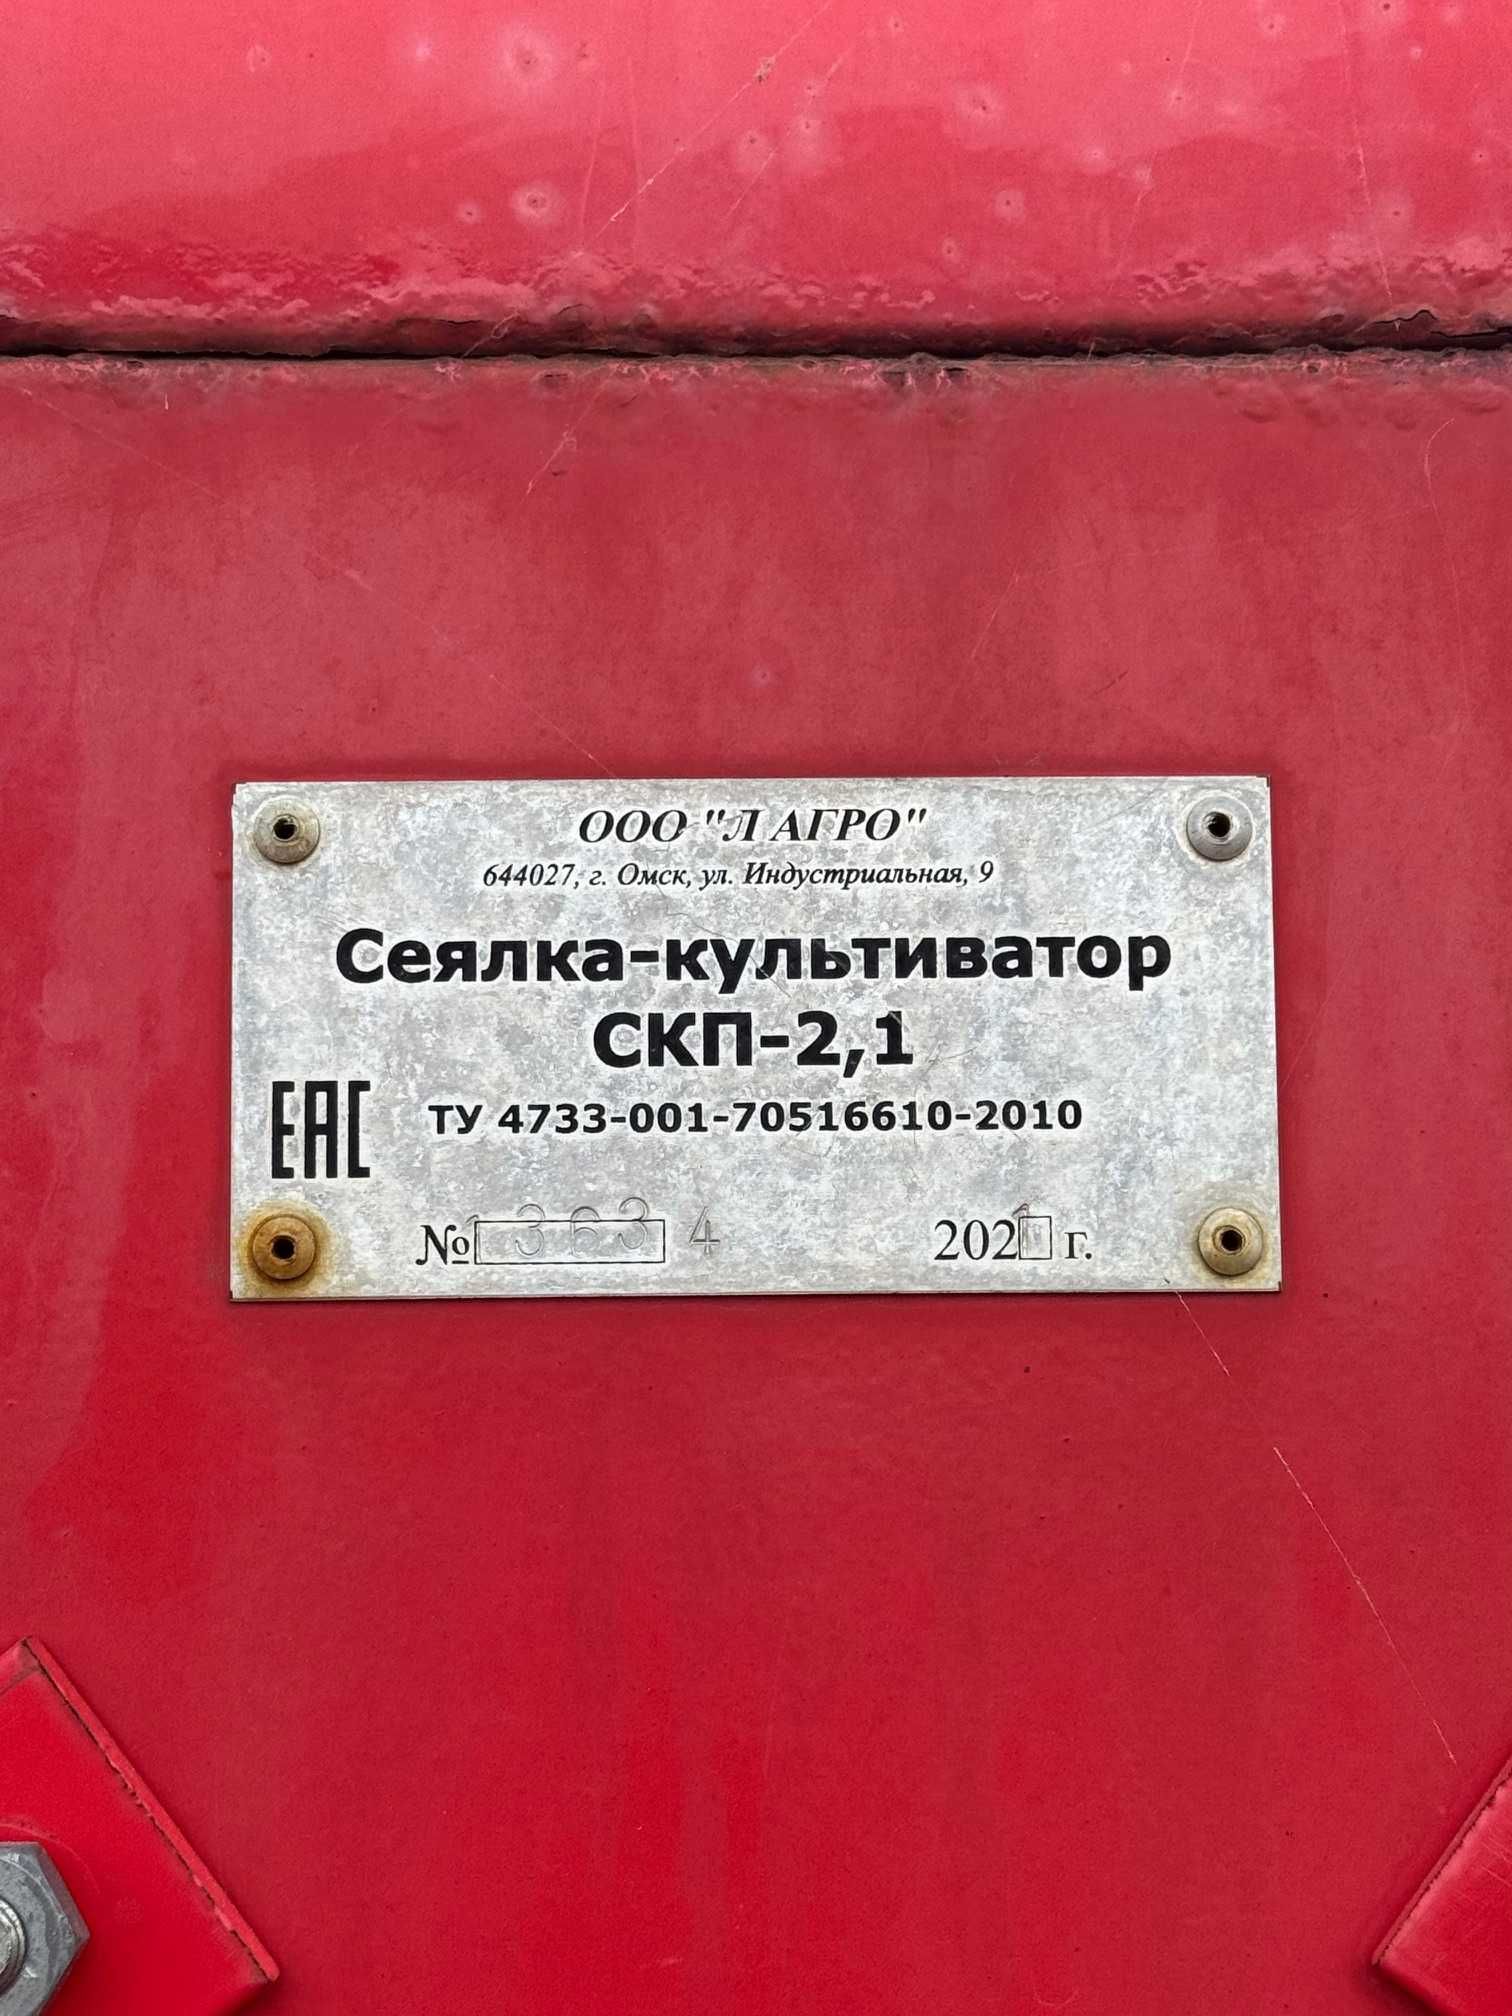 ООО "Л АГРО"
644027, г. Омск, ул. Индустриальная, 9
Сеялка-культиватор
СКП-2,1
EAC ТУ 4733-001-70516610-2010
№ 3634 2021 г.